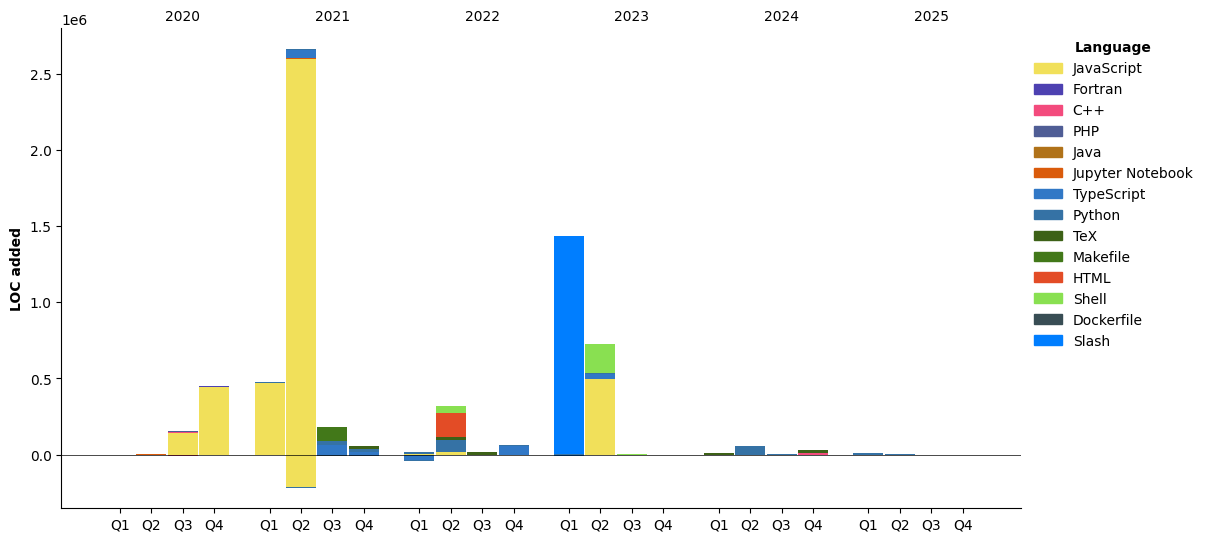 1e6
2020 2021 2022 2023 2024 2025
LOC added
2.5
2.0
1.5
1.0
0.5
0.0
Q1 Q2 Q3 Q4 Q1 Q2 Q3 Q4 Q1 Q2 Q3 Q4 Q1 Q2 Q3 Q4 Q1 Q2 Q3 Q4 Q1 Q2 Q3 Q4
Language
JavaScript
Fortran
C++
PHP
Java
Jupyter Notebook
TypeScript
Python
TeX
Makefile
HTML
Shell
Dockerfile
Slash